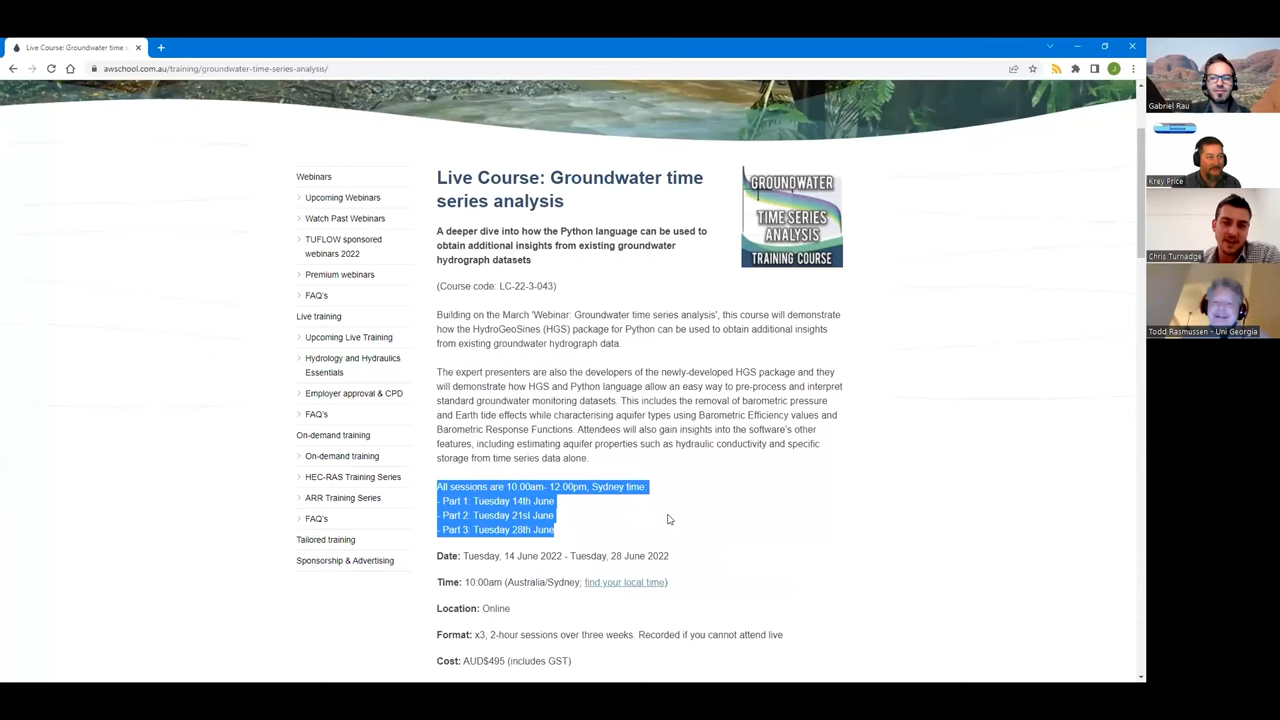 Live Course: Groundwater time s
awschool.com.au/training/groundwater-time-series-analysis/
J
Webinars
Upcoming Webinars
Watch Past Webinars
TUFLOW sponsored
webinars 2022
Premium webinars
FAQ's
Live training
Upcoming Live Training
Hydrology and Hydraulics
Essentials
Employer approval & CPD
FAQ's
On-demand training
On-demand training
HEC-RAS Training Series
ARR Training Series
FAQ's
Tailored training
Sponsorship & Advertising
Live Course: Groundwater time
series analysis
A deeper dive into how the Python language can be used to
obtain additional insights from existing groundwater
hydrograph datasets
(Course code: LC-22-3-043)
Building on the March 'Webinar: Groundwater time series analysis', this course will demonstrate
how the HydroGeoSines (HGS) package for Python can be used to obtain additional insights
from existing groundwater hydrograph data.
The expert presenters are also the developers of the newly-developed HGS package and they
will demonstrate how HGS and Python language allow an easy way to pre-process and interpret
standard groundwater monitoring datasets. This includes the removal of barometric pressure
and Earth tide effects while characterising aquifer types using Barometric Efficiency values and
Barometric Response Functions. Attendees will also gain insights into the software's other
features, including estimating aquifer properties such as hydraulic conductivity and specific
storage from time series data alone.
All sessions are 10.00am- 12.00pm, Sydney time:
- Part 1: Tuesday 14th June
- Part 2: Tuesday 21st June
- Part 3: Tuesday 28th June
Date: Tuesday, 14 June 2022 - Tuesday, 28 June 2022
Time: 10:00am (Australia/Sydney; find your local time)
Location: Online
Format: x3, 2-hour sessions over three weeks. Recorded if you cannot attend live
Cost: AUD$495 (includes GST)
GROUNDWATER
TIME SERIES
ANALYSIS
TRAINING COURSE
Gabriel Rau
Krey Price
Chris Turnadge
Todd Rasmussen - Uni Georgia